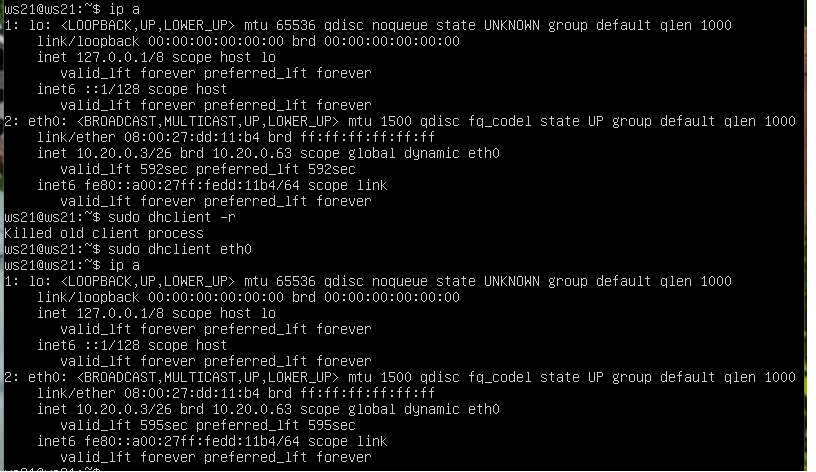 ws21@ws21:~$ ip a
1: lo: <LOOPBACK,UP,LOWER_UP> mtu 65536 qdisc noqueue state UNKNOWN group default qlen 1000
link/loopback 00:00:00:00:00:00 brd 00:00:00:00:00:00
inet 127.0.0.1/8 scope host lo
valid_lft forever preferred_lft forever
inet6 ::1/128 scope host
valid_lft forever preferred_lft forever
2: eth0: <BROADCAST,MULTICAST,UP,LOWER_UP> mtu 1500 qdisc fq_codel state UP group default qlen 1000
link/ether 08:00:27:dd:11:b4 brd ff:ff:ff:ff:ff:ff
inet 10.20.0.3/26 brd 10.20.0.63 scope global dynamic eth0
valid_lft 592sec preferred_lft 592sec
inet6 fe80::a00:27ff:fedd:11b4/64 scope link
valid_lft forever preferred_lft forever
ws21@ws21:~$ sudo dhclient -r
Killed old client process
ws21@ws21:~$ sudo dhclient eth0
ws21@ws21:~$ ip a
1: lo: <LOOPBACK,UP,LOWER_UP> mtu 65536 qdisc noqueue state UNKNOWN group default qlen 1000
link/loopback 00:00:00:00:00:00 brd 00:00:00:00:00:00
inet 127.0.0.1/8 scope host lo
valid_lft forever preferred_lft forever
inet6 ::1/128 scope host
valid_lft forever preferred_lft forever
2: eth0: <BROADCAST,MULTICAST,UP,LOWER_UP> mtu 1500 qdisc fq_codel state UP group default qlen 1000
link/ether 08:00:27:dd:11:b4 brd ff:ff:ff:ff:ff:ff
inet 10.20.0.3/26 brd 10.20.0.63 scope global dynamic eth0
valid_lft 595sec preferred_lft 595sec
inet6 fe80::a00:27ff:fedd:11b4/64 scope link
valid_lft forever preferred_lft forever